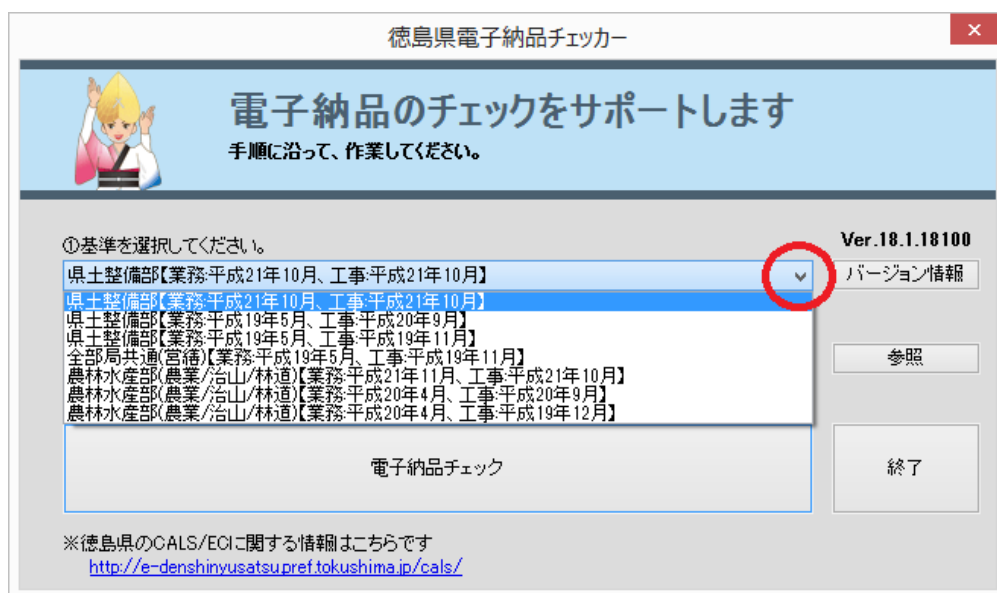 徳島県電子納品チェッカー
×
電子納品のチェックをサポートします
手順に沿って、作業してください。
①基準を選択してください。
Ver.18.1.18100
県土整備部【業務:平成21年10月、工事:平成21年10月】
バージョン情報
県土整備部【業務:平成21年10月、工事:平成21年10月】
県土整備部【業務:平成19年5月、工事:平成20年9月】
県土整備部【業務:平成19年5月、工事:平成19年11月】
全部局共通(営繕)【業務:平成19年5月、工事:平成19年11月】
農林水産部(農業/治山/林道)【業務:平成21年11月、工事:平成21年10月】
農林水産部(農業/治山/林道)【業務:平成20年4月、工事:平成20年9月】
農林水産部(農業/治山/林道)【業務:平成20年4月、工事:平成19年12月】
参照
電子納品チェック
終了
※徳島県のCALS/ECに関する情報はこちらです
http://e-denshinyusatsu.pref.tokushima.jp/cals/